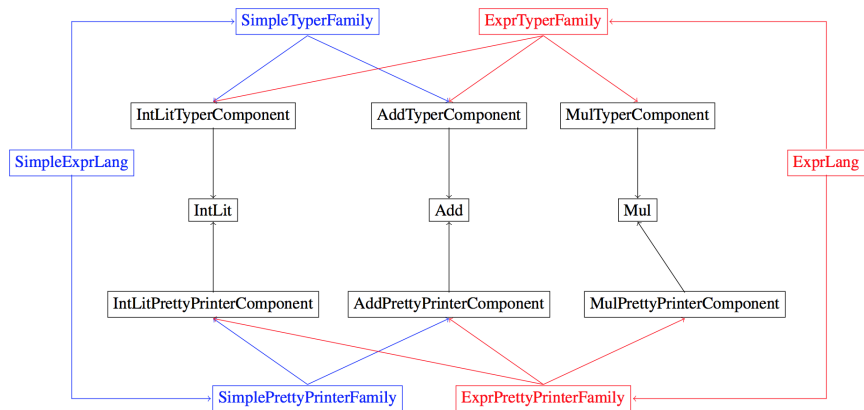 SimpleTyperFamily
ExprTyperFamily
IntLitTyperComponent
AddTyperComponent
MulTyperComponent
SimpleExprLang
ExprLang
IntLit
Add
Mul
IntLitPrettyPrinterComponent
AddPrettyPrinterComponent
MulPrettyPrinterComponent
SimplePrettyPrinterFamily
ExprPrettyPrinterFamily